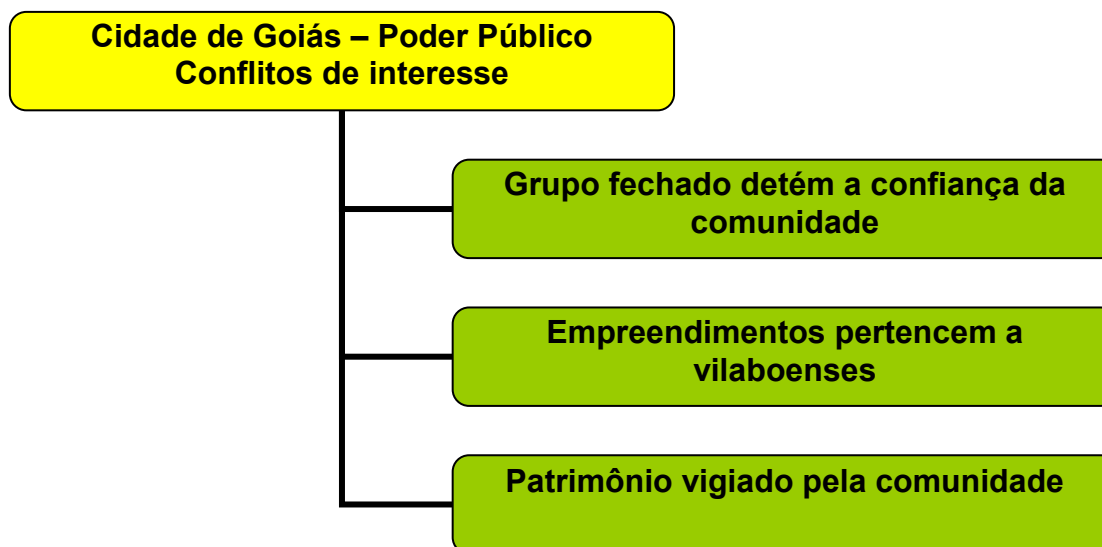 Cidade de Goiás – Poder Público
Conflitos de interesse
Grupo fechado detém a confiança da
comunidade
Empreendimentos pertencem a
vilaboenses
Patrimônio vigiado pela comunidade